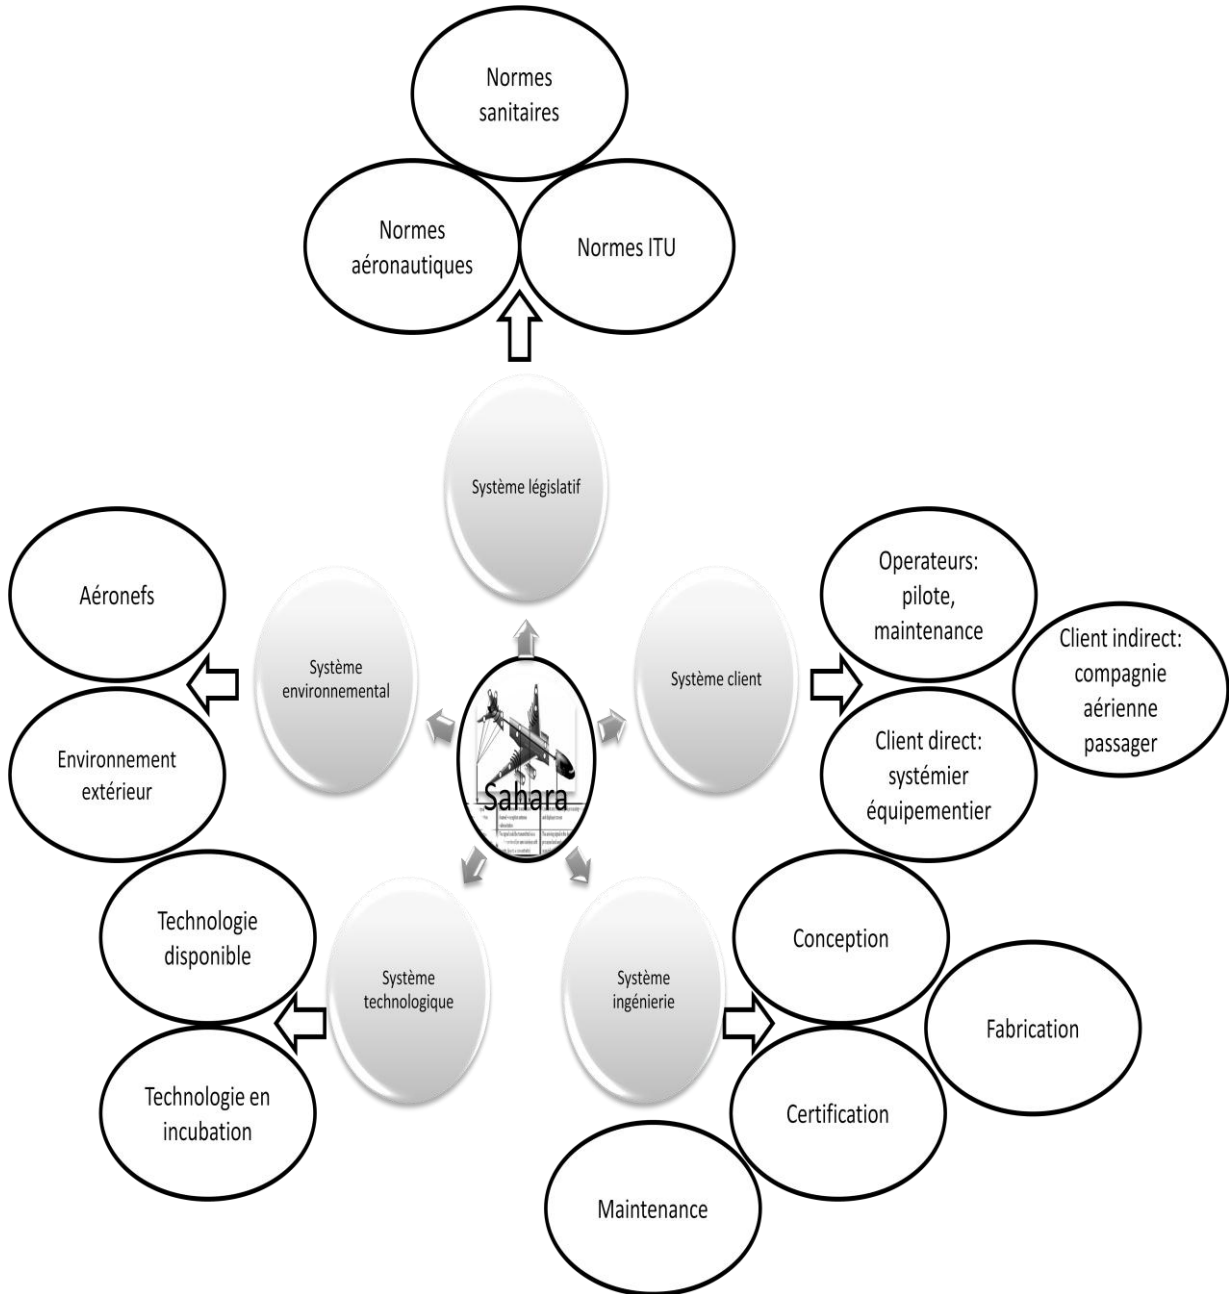 Normes
sanitaires
Normes
aéronautiques
Normes ITU
Système législatif
Aéronefs
Système
environnemental
Environnement
extérieur
Operateurs:
pilote,
maintenance
Client indirect:
compagnie
aérienne
passager
Système client
Client direct:
systémier
équipementier
Sahara
Technologie
disponible
Système
technologique
Technologie en
incubation
Système
ingénierie
Conception
Fabrication
Certification
Maintenance